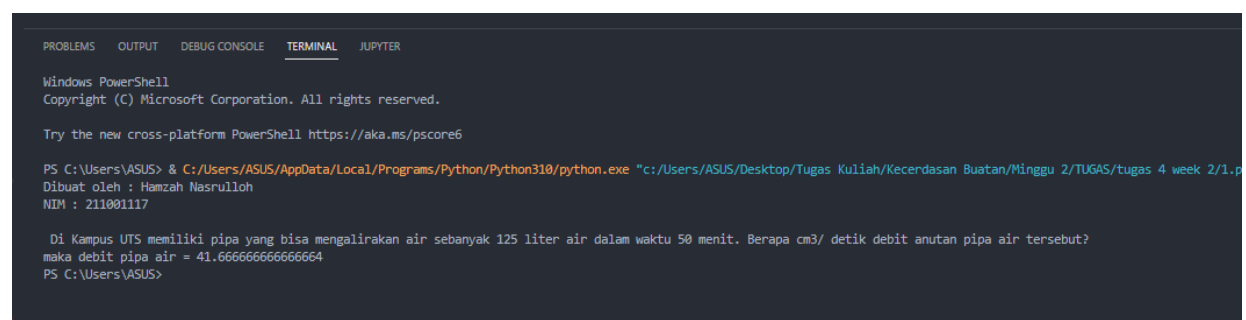 PROBLEMS OUTPUT DEBUG CONSOLE TERMINAL JUPYTER
Windows PowerShell
Copyright (C) Microsoft Corporation. All rights reserved.
Try the new cross-platform PowerShell https://aka.ms/pscore6
PS C:\Users\ASUS> & C:/Users/ASUS/AppData/Local/Programs/Python/Python310/python.exe "c:/Users/ASUS/Desktop/Tugas Kuliah/Kecerdasan Buatan/Minggu 2/TUGAS/tugas 4 week 2/1.p
Dibuat oleh : Hamzah Nasrulloh
NIM : 211001117
Di Kampus UTS memiliki pipa yang bisa mengalirakan air sebanyak 125 liter air dalam waktu 50 menit. Berapa cm3/ detik debit anutan pipa air tersebut?
maka debit pipa air = 41.666666666666664
PS C:\Users\ASUS>